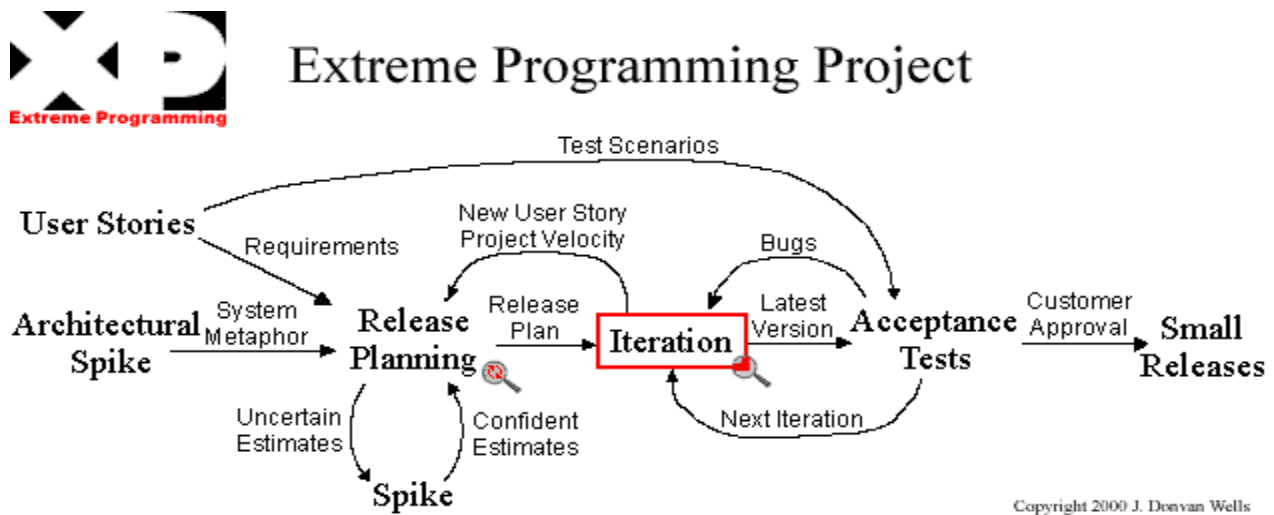 XP
Extreme Programming
Extreme Programming Project
Test Scenarios
User Stories
Requirements
New User Story
Project Velocity
Bugs
Architectural
Spike
System
Metaphor
Release
Planning
Release
Plan
Iteration
Latest
Version
Acceptance
Tests
Customer
Approval
Small
Releases
Uncertain
Estimates
Confident
Estimates
Next Iteration
Spike
Copyright 2000 J. Donvan Wells